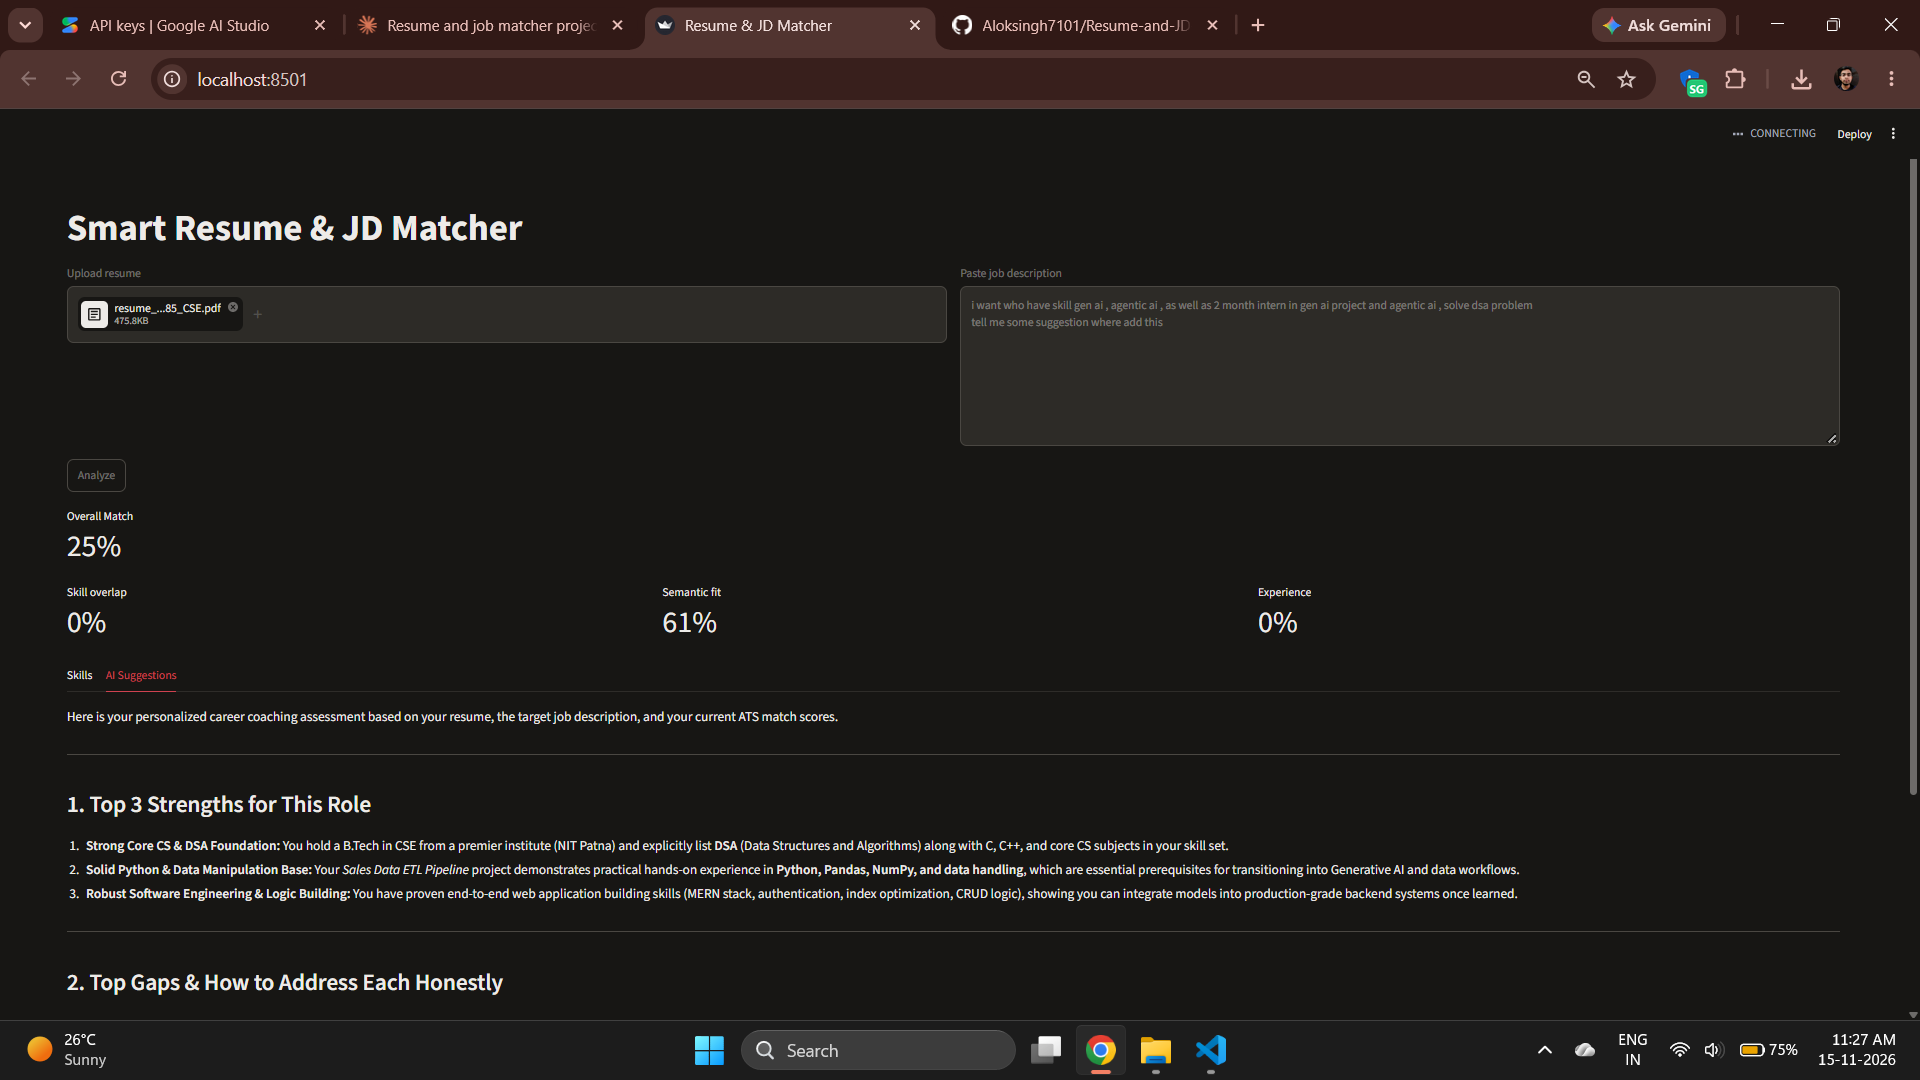 API keys | Google AI Studio
Resume and job matcher projec
Resume & JD Matcher
Aloksingh7101/Resume-and-JD
Ask Gemini
localhost:8501
SG
CONNECTING
Deploy
Smart Resume & JD Matcher
Upload resume
Paste job description
resume_...85_CSE.pdf
475.8KB
i want who have skill gen ai , agentic ai , as well as 2 month intern in gen ai project and agentic ai , solve dsa problem
tell me some suggestion where add this
Analyze
Overall Match
25%
Skill overlap
Semantic fit
Experience
0%
61%
0%
Skills
AI Suggestions
Here is your personalized career coaching assessment based on your resume, the target job description, and your current ATS match scores.
1. Top 3 Strengths for This Role
1. Strong Core CS & DSA Foundation: You hold a B.Tech in CSE from a premier institute (NIT Patna) and explicitly list DSA (Data Structures and Algorithms) along with C, C++, and core CS subjects in your skill set.
2. Solid Python & Data Manipulation Base: Your Sales Data ETL Pipeline project demonstrates practical hands-on experience in Python, Pandas, NumPy, and data handling, which are essential prerequisites for transitioning into Generative AI and data workflows.
3. Robust Software Engineering & Logic Building: You have proven end-to-end web application building skills (MERN stack, authentication, index optimization, CRUD logic), showing you can integrate models into production-grade backend systems once learned.
2. Top Gaps & How to Address Each Honestly
26°C
Sunny
Search
ENG
IN
75%
11:27 AM
15-11-2026